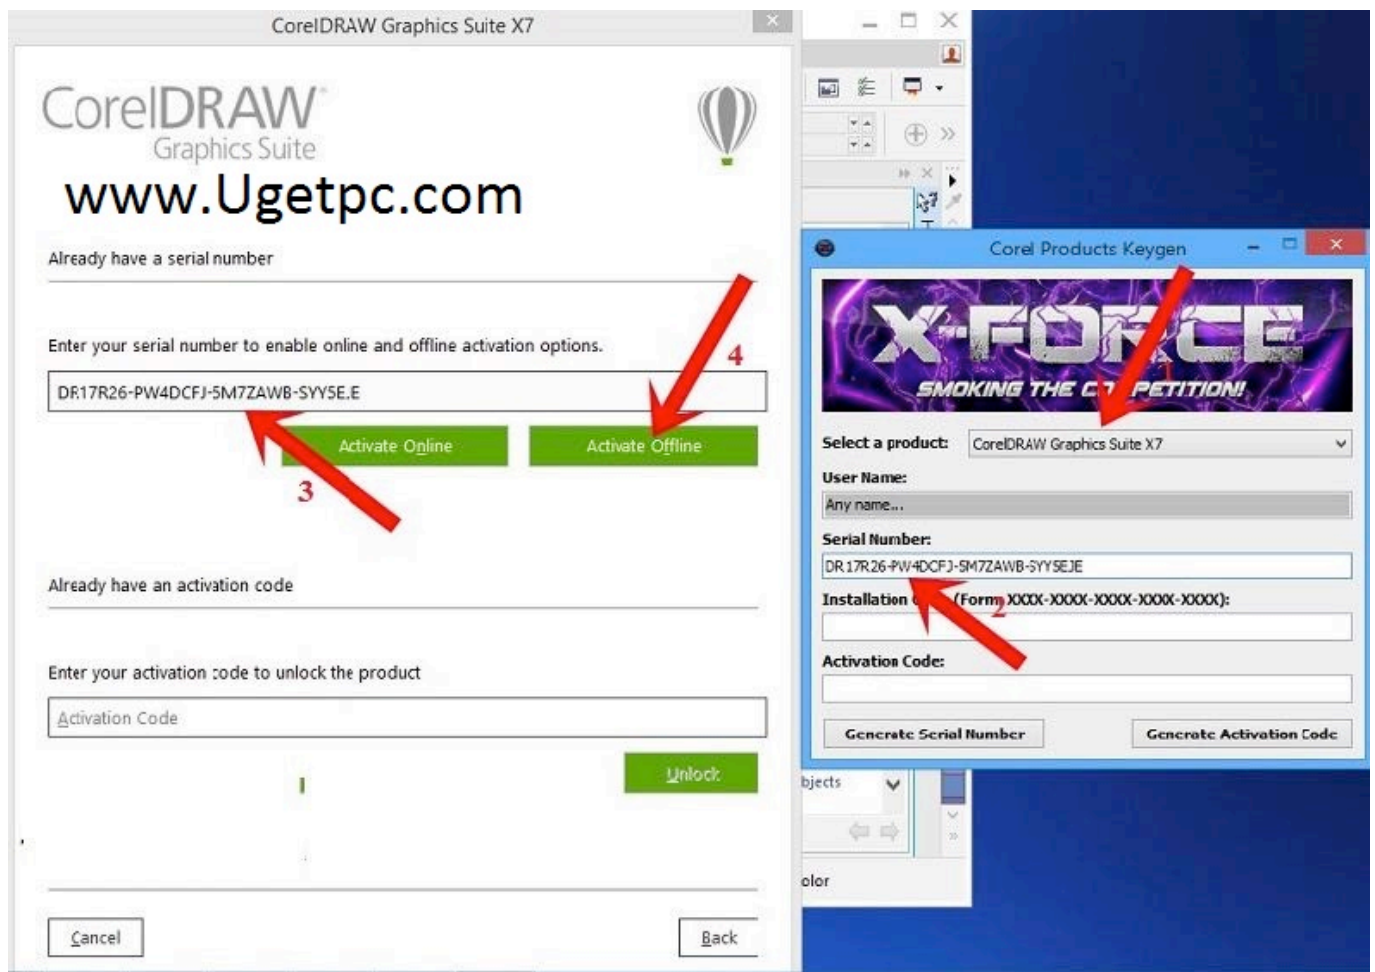 CorelDRAW Graphics Suite X7
CorelDRAW
Graphics Suite
www.Ugetpc.com
Already have a serial number
Enter your serial number to enable online and offline activation options.
4
DR17R26-PW4DCFJ-5M7ZAWB-SYY5EJE
Activate Online
Activate Offline
3
Already have an activation code
Enter your activation code to unlock the product
Activation Code
Unlock
Cancel
Back
Corel Products Keygen
X-FORCE
SMOKING THE COMPETITION!
1
Select a product:
CorelDRAW Graphics Suite X7
User Name:
Any name...
Serial Number:
DR17R26-PW4DCFJ-5M7ZAWB-SYY5EJE
Installation (Form XXXX-XXXX-XXXX-XXXX-XXXX):
2
Activation Code:
Generate Serial Number
Generate Activation Code
bjects
olor